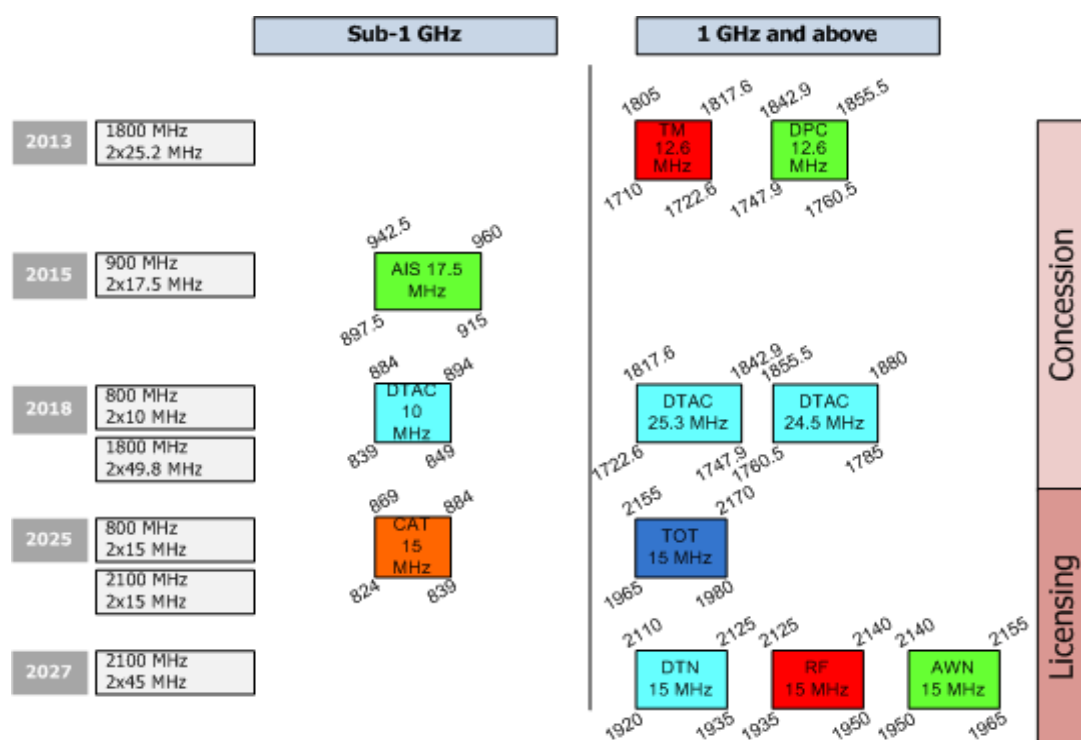 Sub-1 GHz
1 GHz and above
2013
1800 MHz
2x25.2 MHz
1805
1817.6
TM
12.6
MHz
1710
1722.6
1842.9
1855.5
DPC
12.6
MHz
1747.9
1760.5
2015
900 MHz
2x17.5 MHz
942.5
960
AIS 17.5
MHz
897.5
915
2018
800 MHz
2x10 MHz
1800 MHz
2x49.8 MHz
884
894
DTAC
10
MHz
839
849
1817.6
1842.9
DTAC
25.3 MHz
1722.6
1747.9
1855.5
1880
DTAC
24.5 MHz
1760.5
1785
2025
800 MHz
2x15 MHz
2100 MHz
2x15 MHz
869
884
CAT
15
MHz
824
839
2155
2170
TOT
15 MHz
1965
1980
2027
2100 MHz
2x45 MHz
2110
2125
DTN
15 MHz
1920
1935
2125
2140
RF
15 MHz
1935
1950
2140
2155
AWN
15 MHz
1950
1965
Concession
Licensing